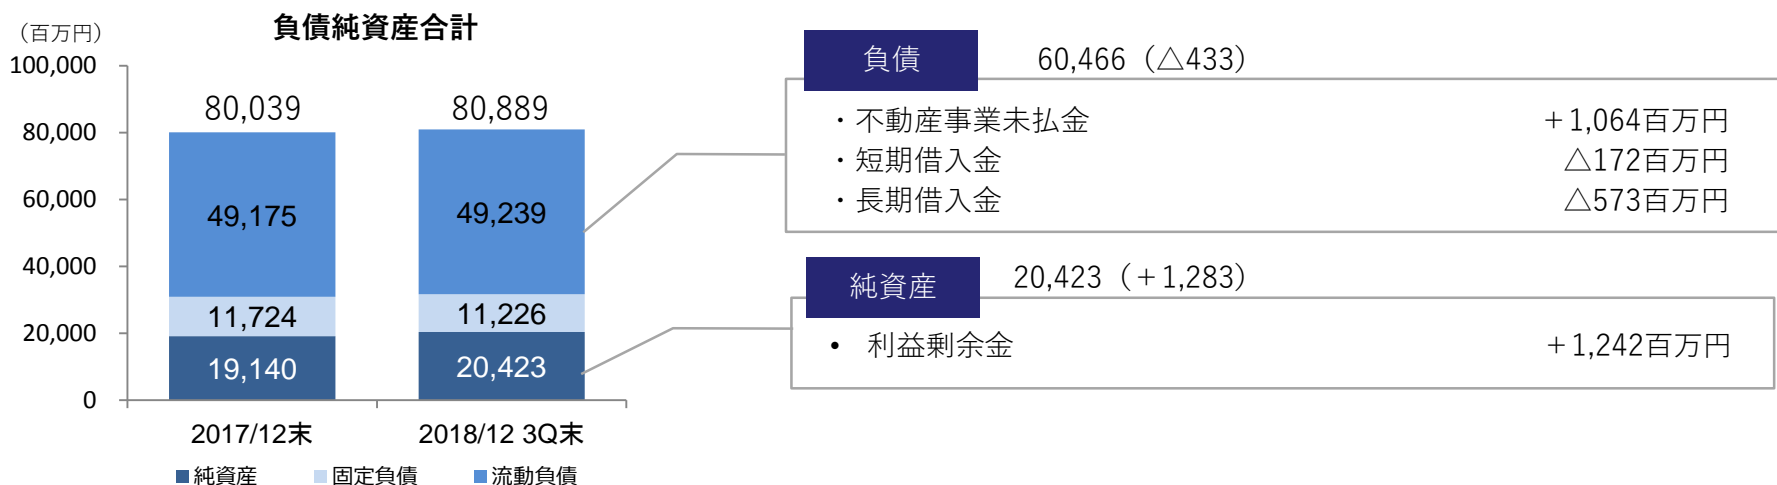 負債純資産合計
（百万円）
100,000
80,000
60,000
40,000
20,000
0
80,039
80,889
49,175
49,239
11,724
11,226
19,140
20,423
2017/12末
2018/12 3Q末
純資産 固定負債 流動負債
負債 60,466（△433）
・不動産事業未払金 ＋1,064百万円
・短期借入金 △172百万円
・長期借入金 △573百万円
純資産 20,423（＋1,283）
• 利益剰余金 ＋1,242百万円